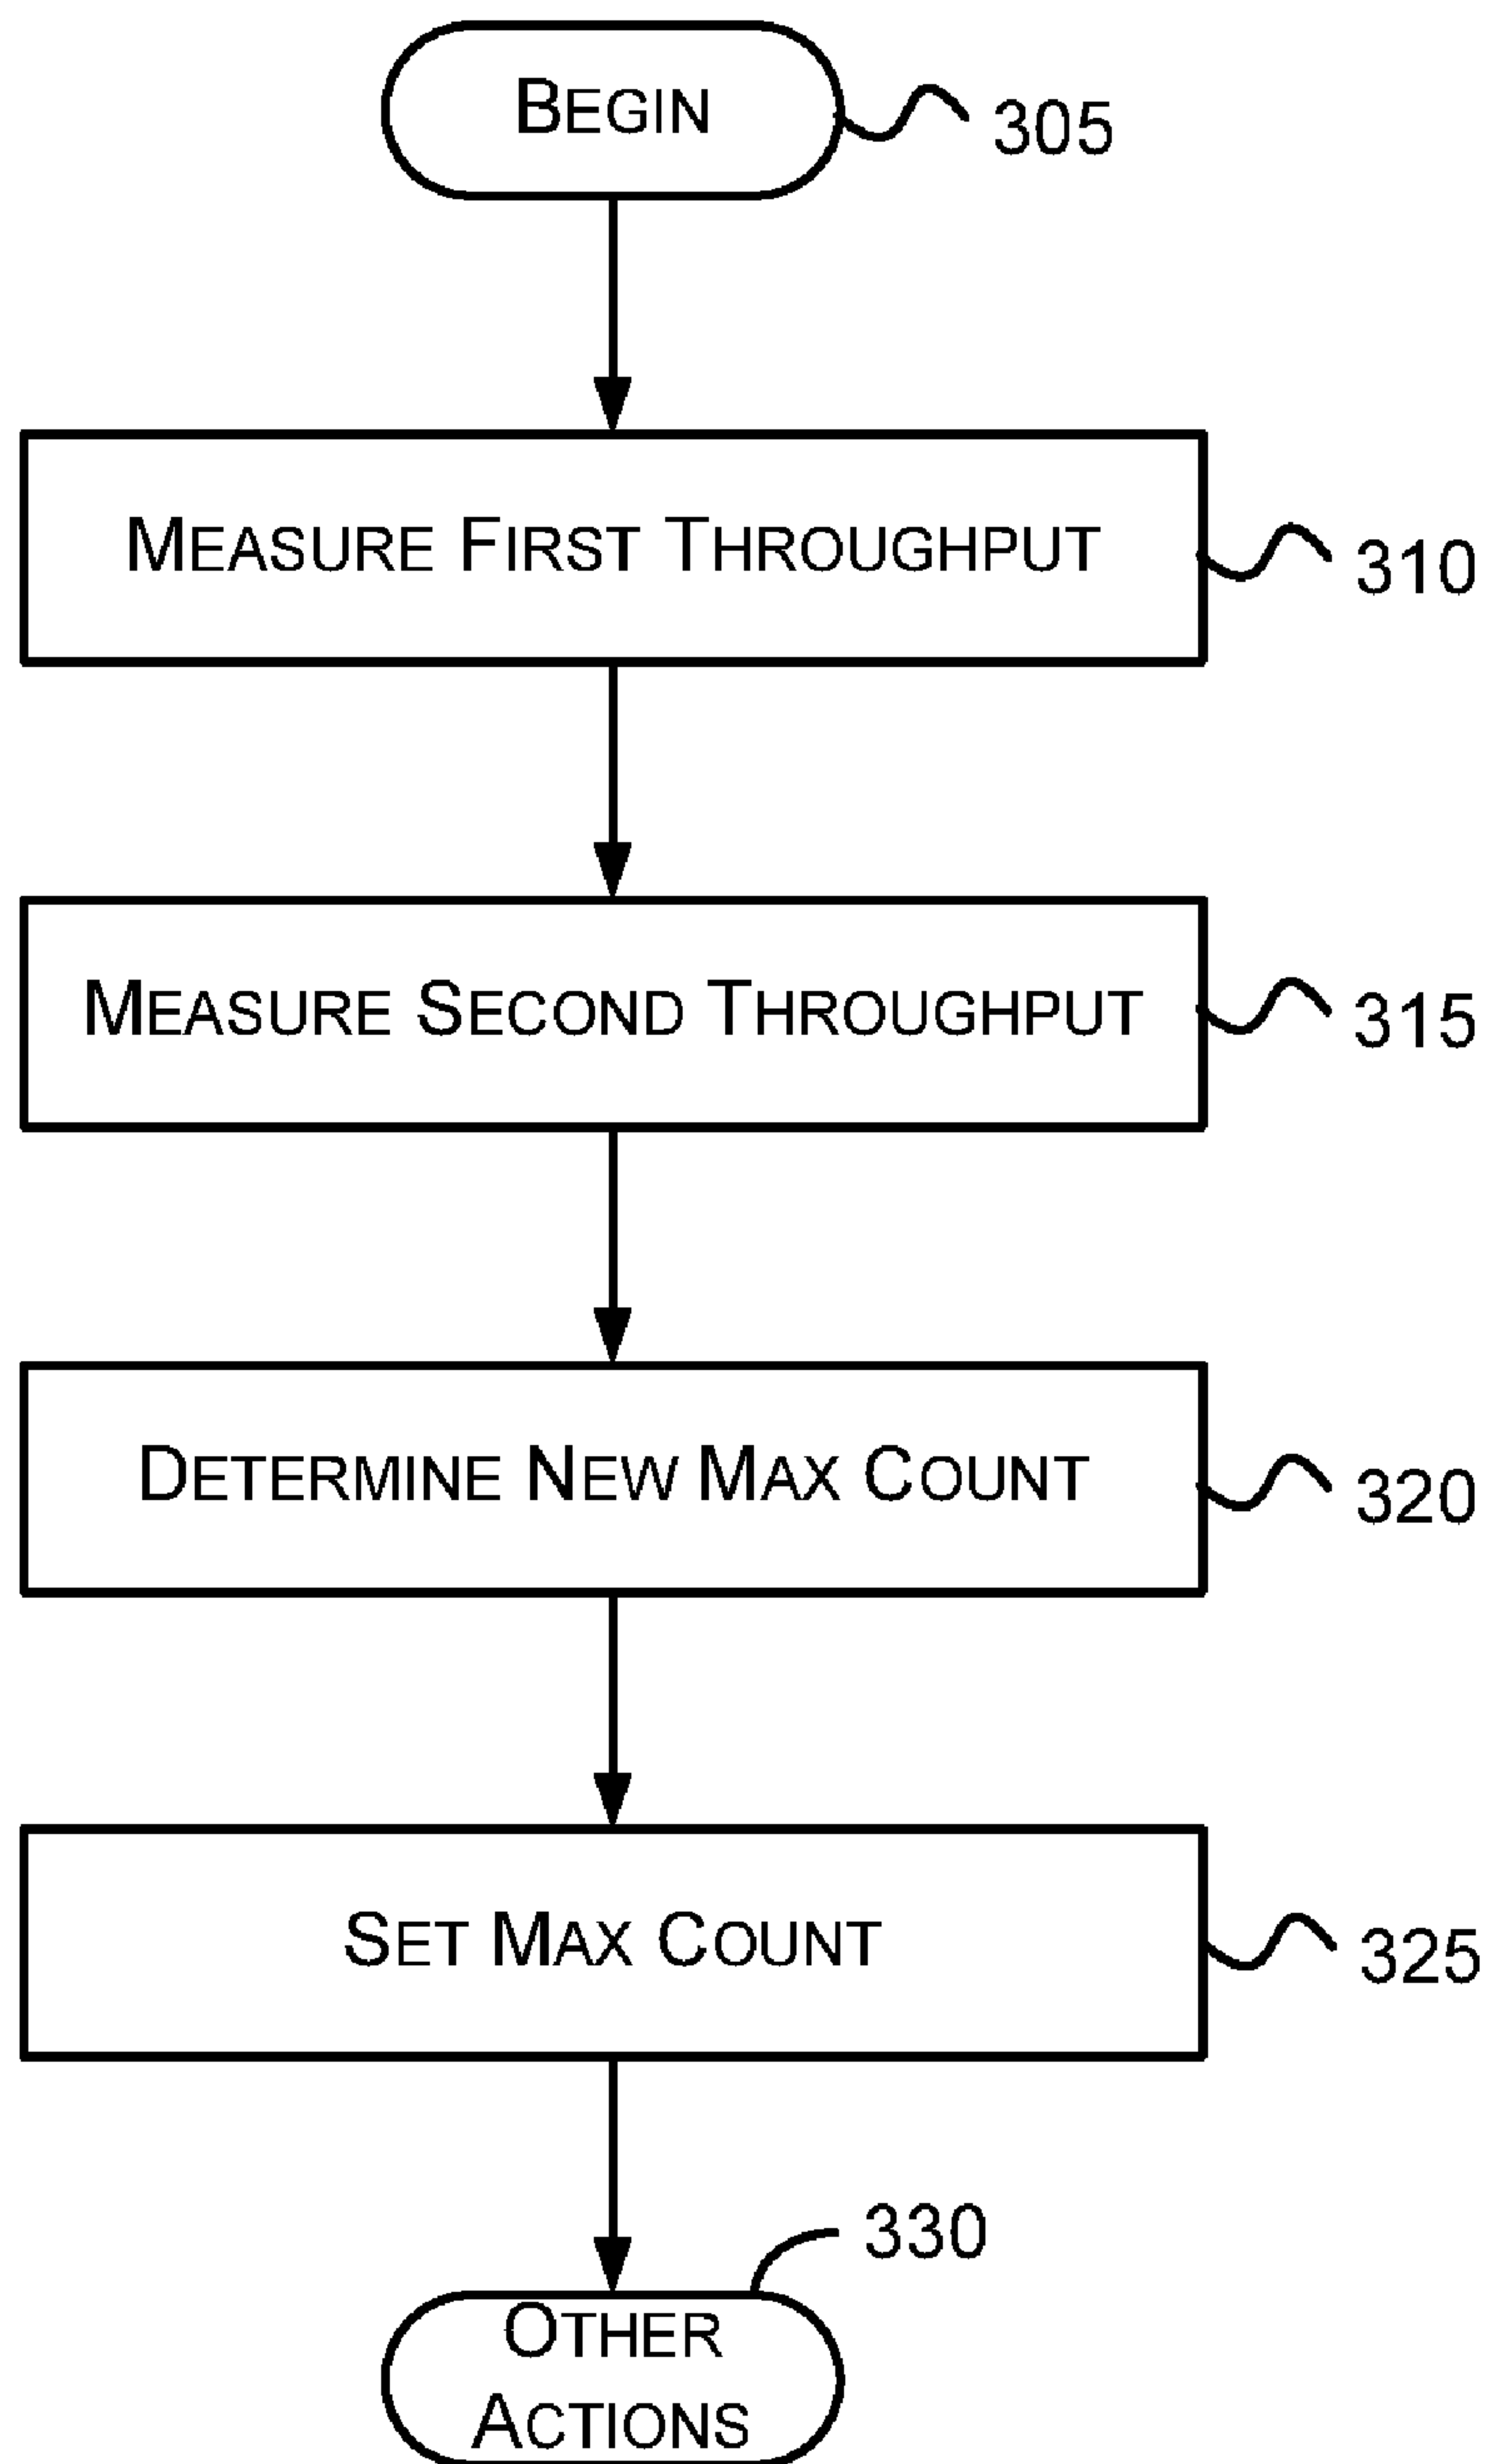 BEGIN
305
MEASURE FIRST THROUGHPUT
310
MEASURE SECOND THROUGHPUT
315
DETERMINE NEW MAX COUNT
320
SET MAX COUNT
325
330
OTHER
ACTIONS